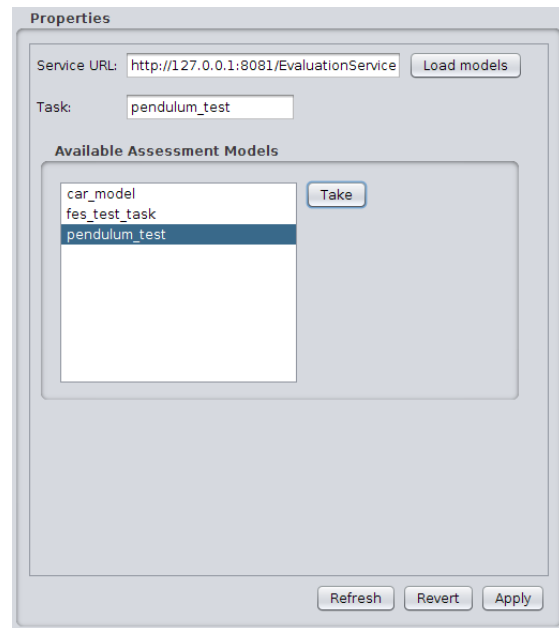 Properties
Service URL: http://127.0.0.1:8081/EvaluationService Load models
Task: pendulum_test
Available Assessment Models
car_model Take
fes_test_task
pendulum_test
Refresh Revert Apply